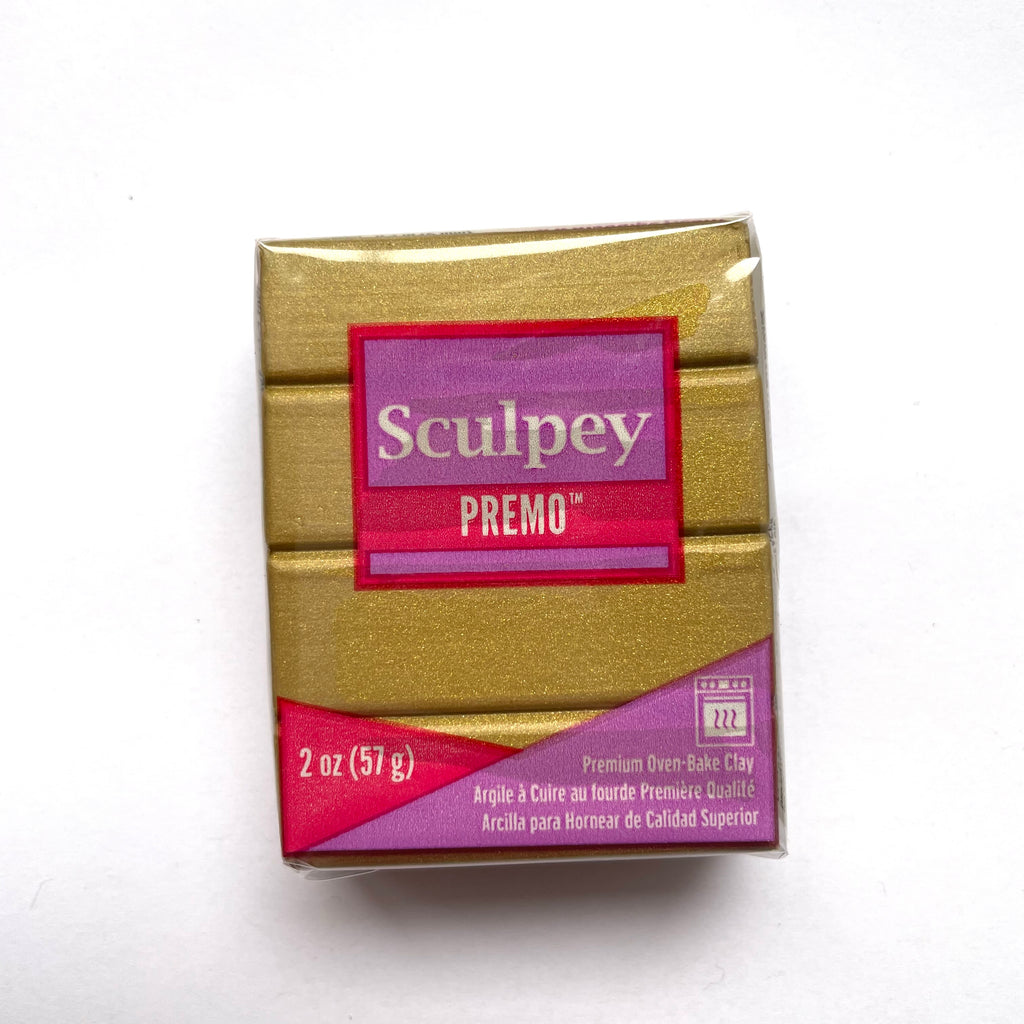 Sculpey
PREMO™
2 oz (57 g)
Premium Oven-Bake Clay
Argile à Cuire au fourde Première Qualité
Arcilla para Hornear de Calidad Superior